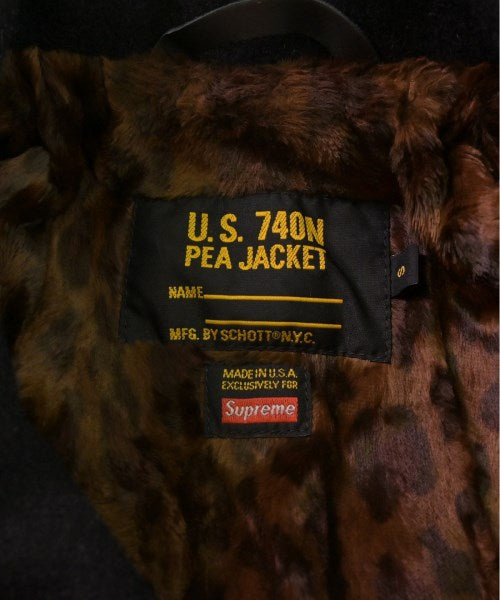 U.S. 740N
PEA JACKET
S
NAME
MFG. BY SCHOTT®N.Y.C.
MADE IN U.S.A.
EXCLUSIVELY FOR
Supreme